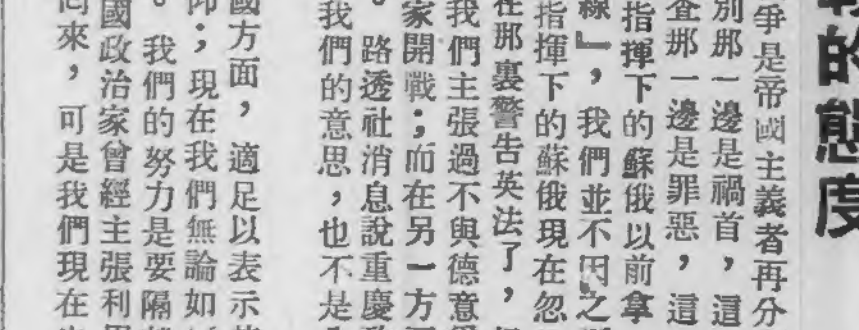 的態度
爭是帝國主義者再分
別那一邊是禍首，這
查那一邊是罪惡，這
指揮下的蘇俄以前拿
線』，我們並不因之
指揮下的蘇俄現在忽
在那裏警告英法了，
我們主張過不與德意
家開戰；而在另一方
。路透社消息說重慶
我們的意思，也不是
國方面，適足以表示
仰；現在我們無論如
。我們的努力是要隔
國政治家曾經主張利
向來，可是我們現在